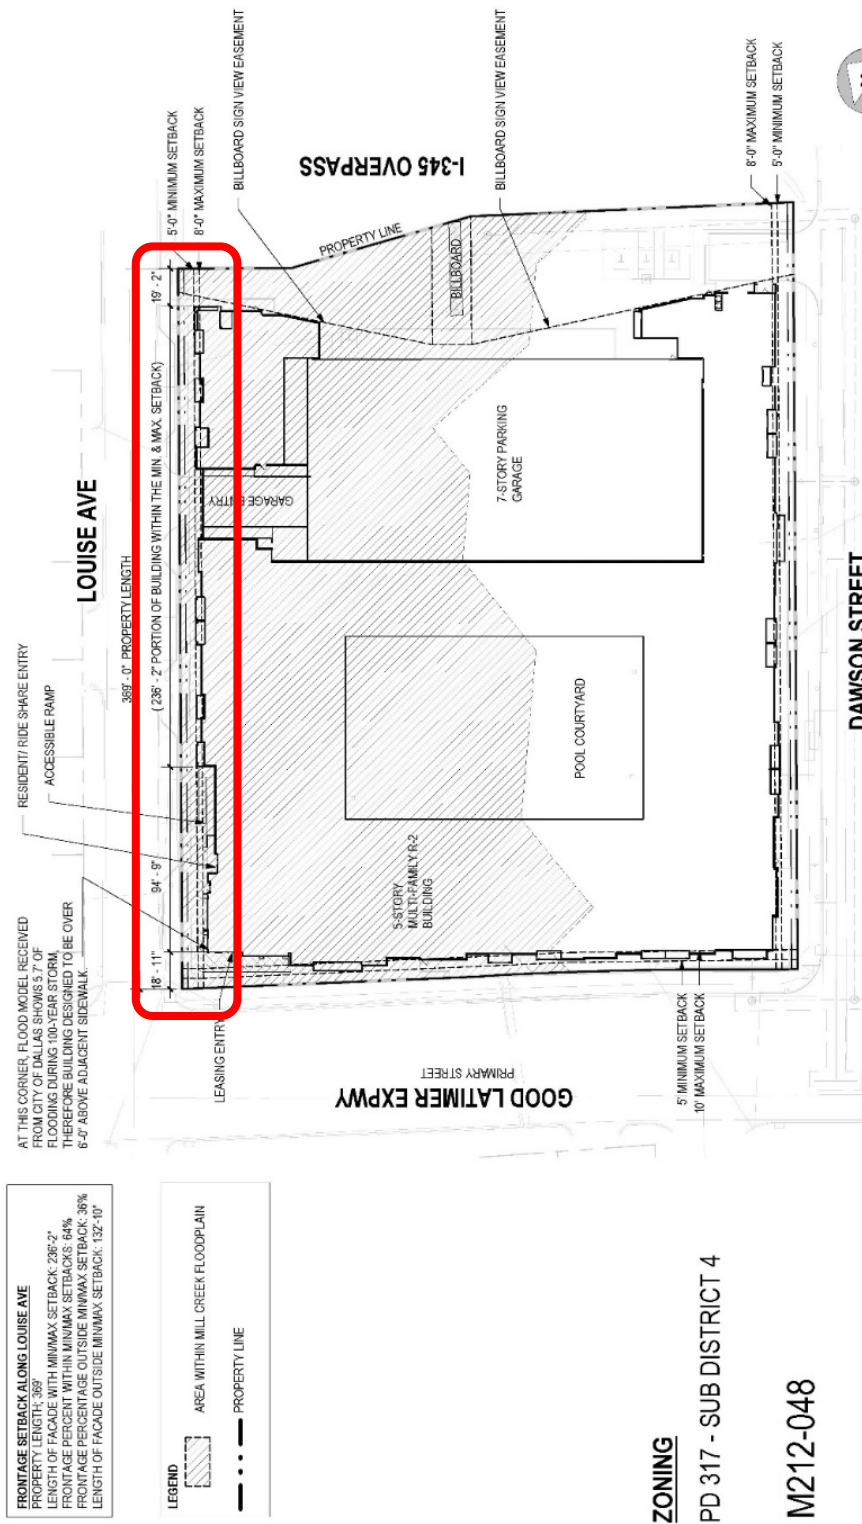 AT THIS CORNER, FLOOD MODEL RECEIVED
FROM CITY OF DALLAS SHOWS 5.7' OF
FLOODING DURING 100-YEAR STORM,
THEREFORE BUILDING DESIGNED TO BE OVER
6'-0" ABOVE ADJACENT SIDEWALK.
RESIDENT/ RIDE SHARE ENTRY
ACCESSIBLE RAMP
LOUISE AVE
369' - 0" PROPERTY LENGTH
18' - 11"
94' - 9"
( 236' - 2" PORTION OF BUILDING WITHIN THE MIN. & MAX. SETBACK)
19' - 2"
5'-0" MINIMUM SETBACK
8'-0" MAXIMUM SETBACK
BILLBOARD SIGN VIEW EASEMENT
I-345 OVERPASS
PROPERTY LINE
BILLBOARD
BILLBOARD SIGN VIEW EASEMENT
8'-0" MAXIMUM SETBACK
5'-0" MINIMUM SETBACK
LEASING ENTRY
GARAGE ENTRY
7-STORY PARKING
GARAGE
POOL COURTYARD
5-STORY
MULTI-FAMILY R-2
BUILDING
GOOD LATIMER EXPWY
PRIMARY STREET
5' MINIMUM SETBACK
10' MAXIMUM SETBACK
DAWSON STREET
FRONTAGE SETBACK ALONG LOUISE AVE
PROPERTY LENGTH: 369'
LENGTH OF FACADE WITH MIN/MAX SETBACK: 236'-2"
FRONTAGE PERCENT WITHIN MIN/MAX SETBACKS: 64%
FRONTAGE PERCENTAGE OUTSIDE MIN/MAX SETBACK: 36%
LENGTH OF FACADE OUTSIDE MIN/MAX SETBACK: 132'-10"
LEGEND
AREA WITHIN MILL CREEK FLOODPLAIN
PROPERTY LINE
ZONING
PD 317 - SUB DISTRICT 4
M212-048